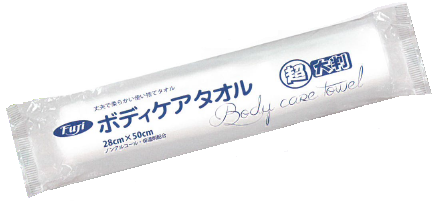 丈夫で柔らかい使い捨てタオル
Fuji
ボディケアタオル
超大判
Body care towel
28cm×50cm
ノンアルコール・保湿剤配合